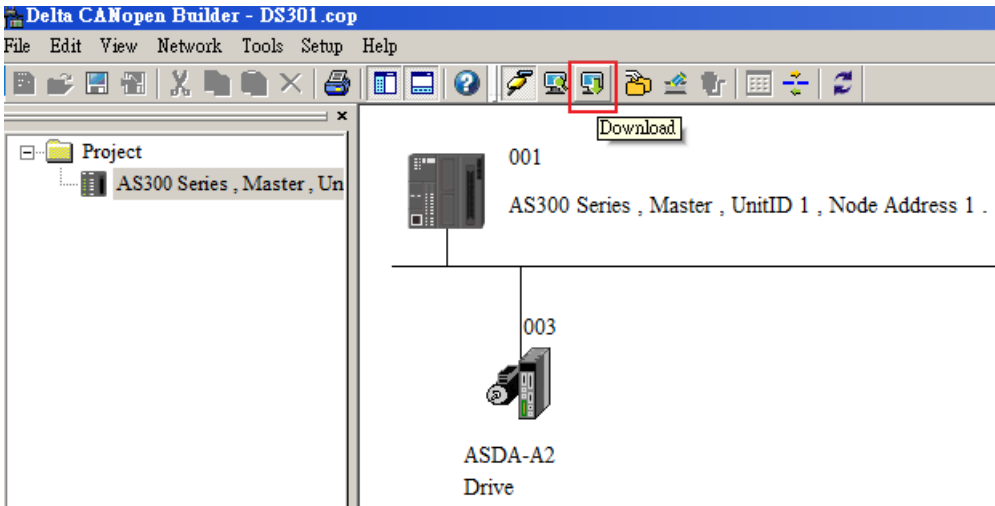 Delta CANopen Builder - DS301.cop
File Edit View Network Tools Setup Help
Download
Project
AS300 Series , Master , Un
001
AS300 Series , Master , UnitID 1 , Node Address 1 .
003
ASDA-A2
Drive